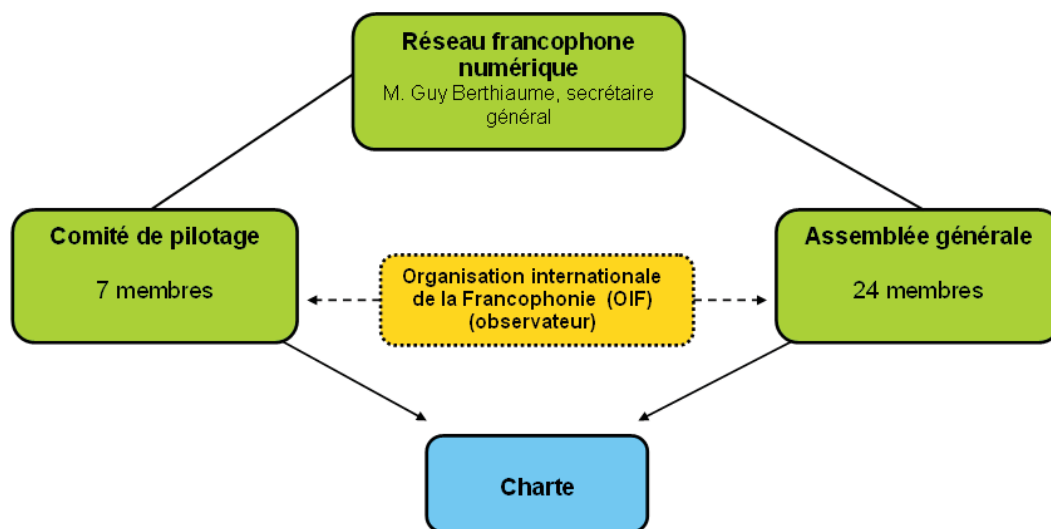 Réseau francophone
numérique
M. Guy Berthiaume, secrétaire
général
Comité de pilotage
7 membres
Organisation internationale
de la Francophonie (OIF)
(observateur)
Assemblée générale
24 membres
Charte